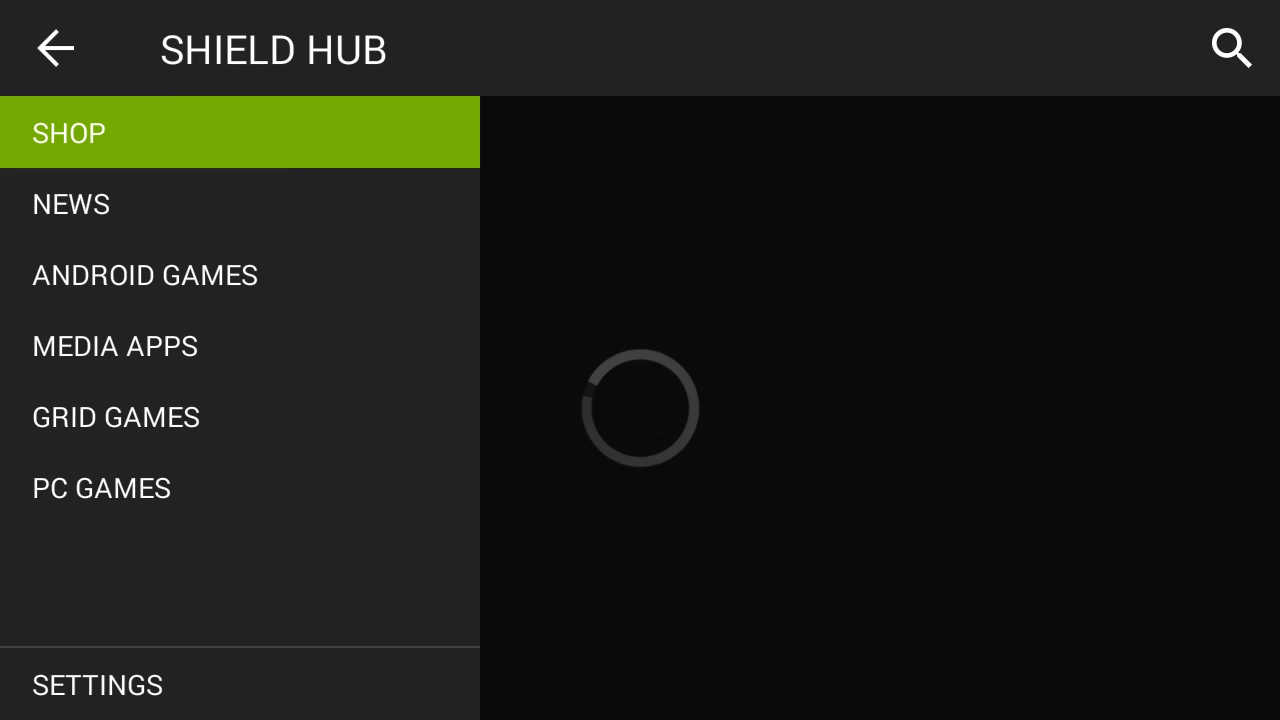 SHIELD HUB
SHOP
NEWS
ANDROID GAMES
MEDIA APPS
GRID GAMES
PC GAMES
SETTINGS